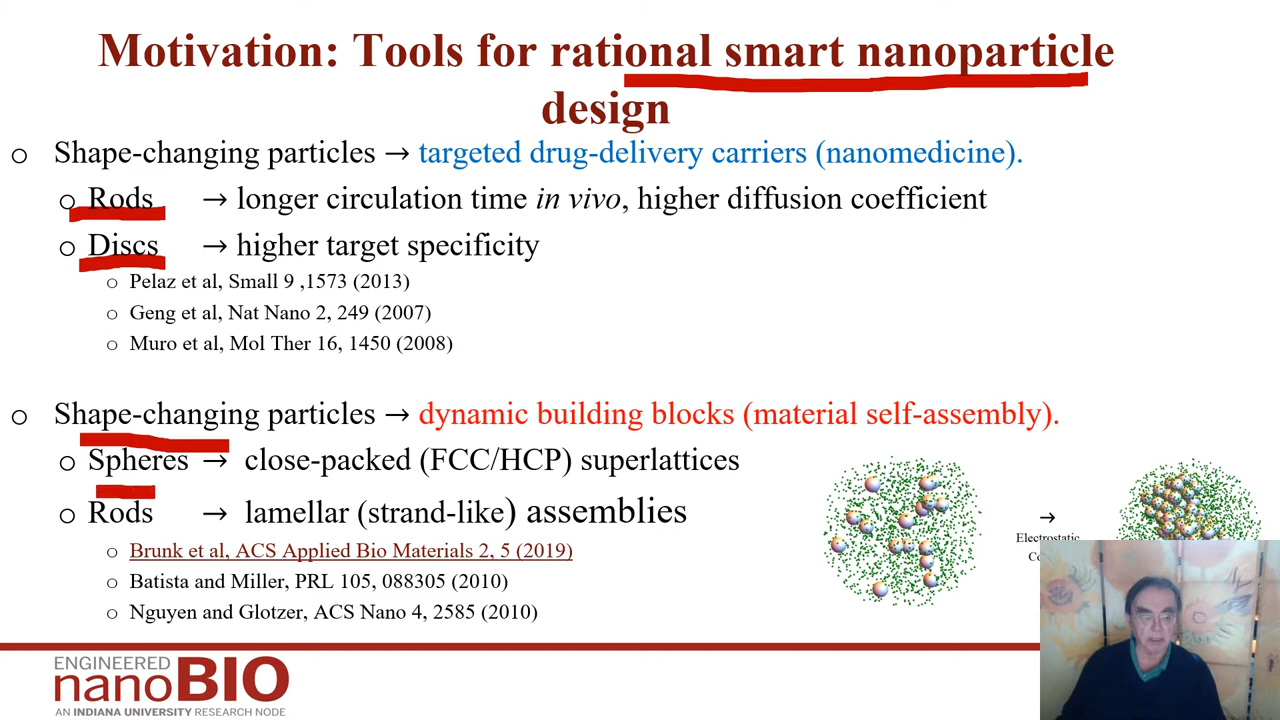 Motivation: Tools for rational smart nanoparticle
design
o Shape-changing particles → targeted drug-delivery carriers (nanomedicine).
o Rods → longer circulation time in vivo, higher diffusion coefficient
o Discs → higher target specificity
o Pelaz et al, Small 9 ,1573 (2013)
o Geng et al, Nat Nano 2, 249 (2007)
o Muro et al, Mol Ther 16, 1450 (2008)
o Shape-changing particles → dynamic building blocks (material self-assembly).
o Spheres → close-packed (FCC/HCP) superlattices
o Rods → lamellar (strand-like) assemblies
o Brunk et al, ACS Applied Bio Materials 2, 5 (2019)
o Batista and Miller, PRL 105, 088305 (2010)
o Nguyen and Glotzer, ACS Nano 4, 2585 (2010)
→
Electrostatic
ENGINEERED
nanoBIO
AN INDIANA UNIVERSITY RESEARCH NODE